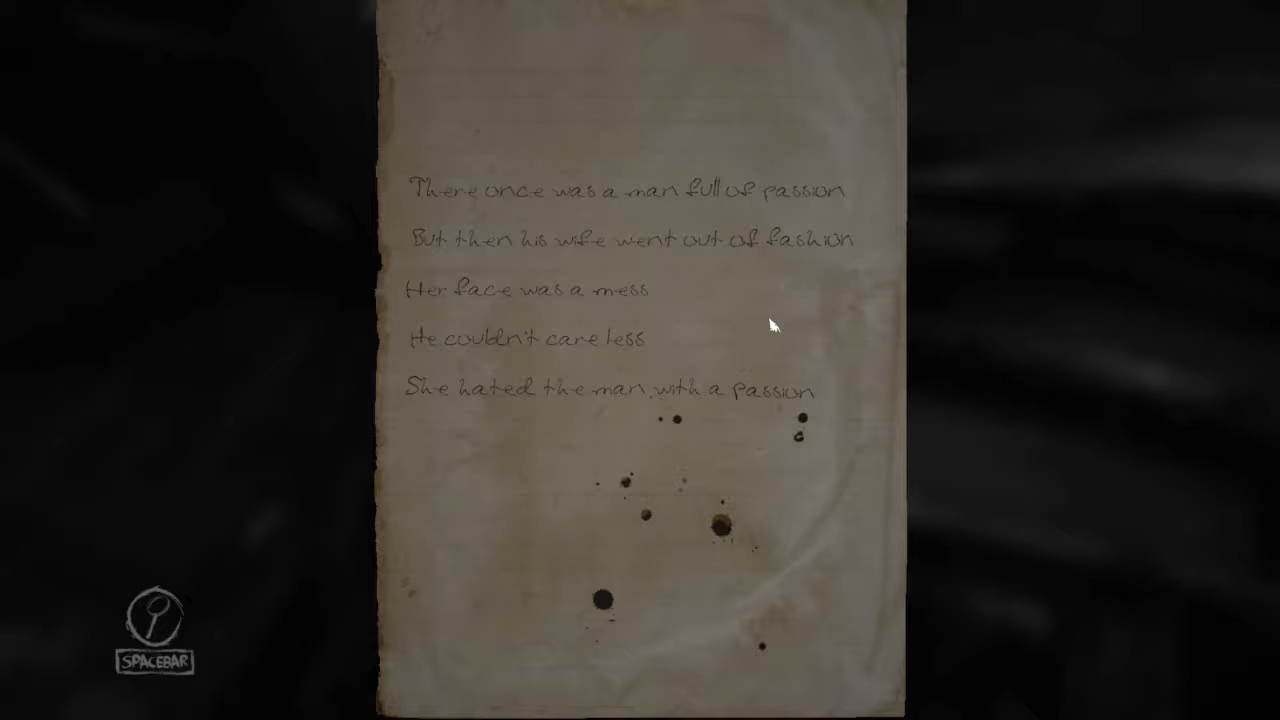 There once was a man full of passion
But then his wife went out of fashion
Her face was a mess
He couldn't care less
She hated the man, with a passion
SPACEBAR